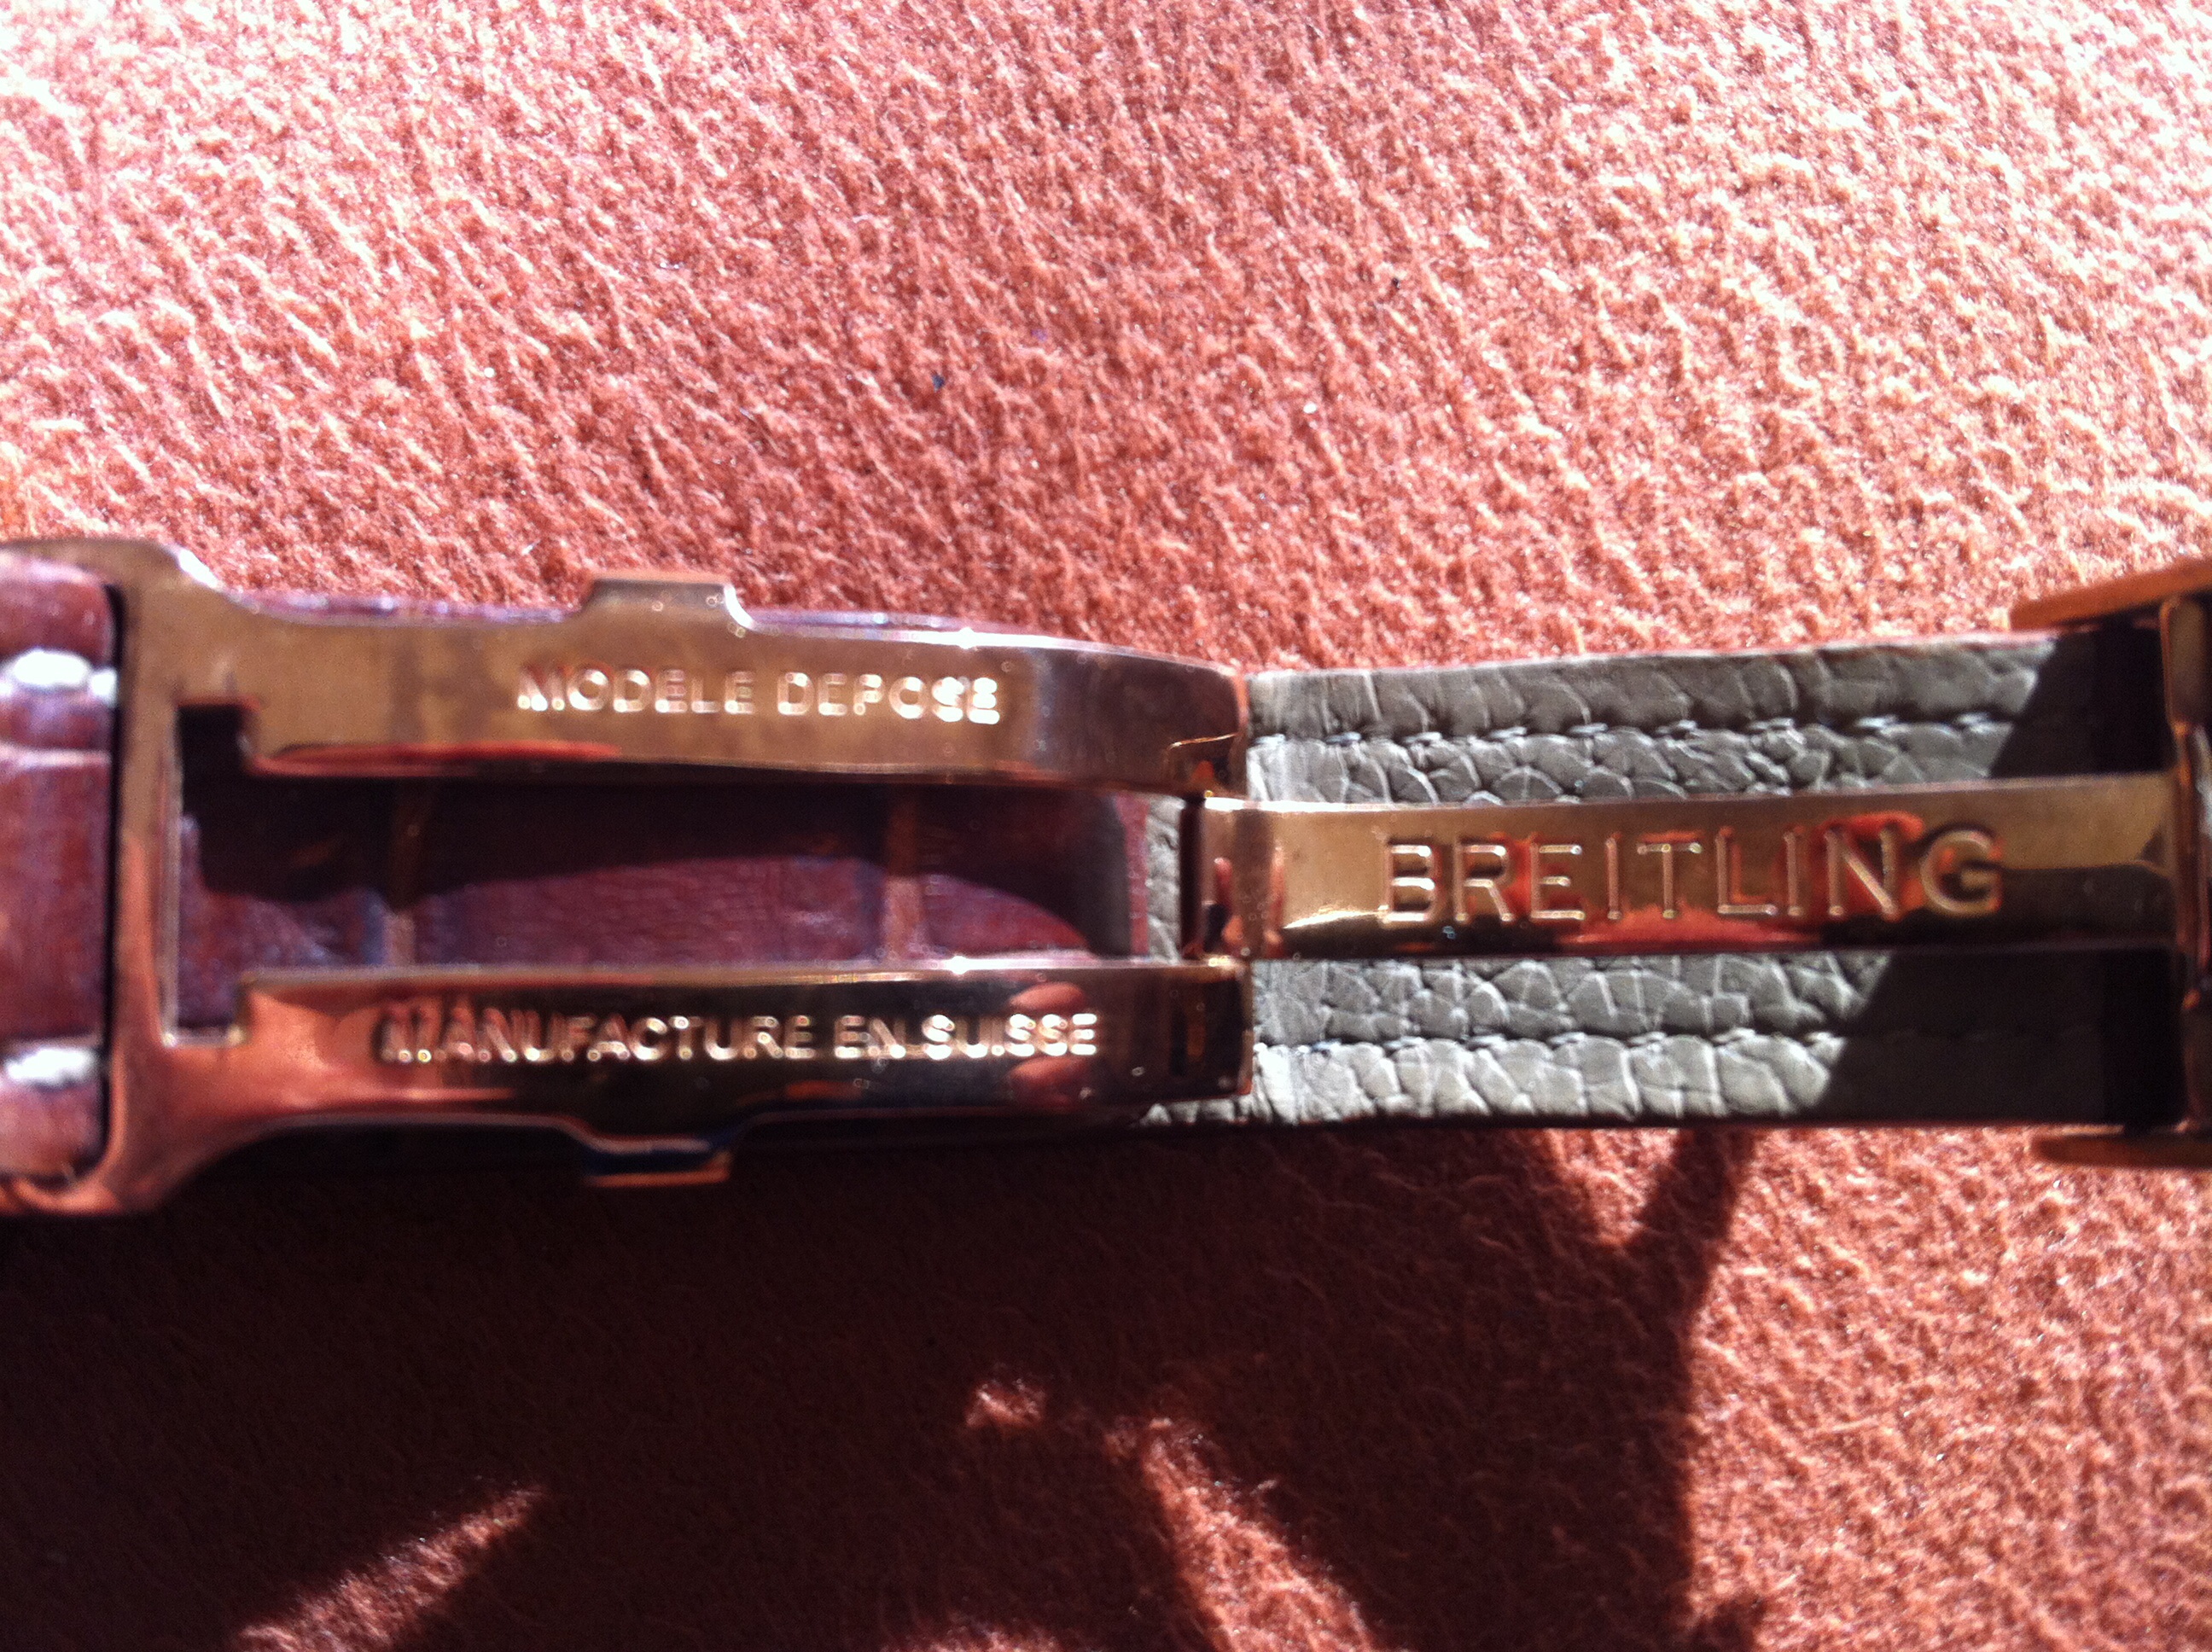 MODELE DEPOSE
BREITLING
MANUFACTURE EN SUISSE